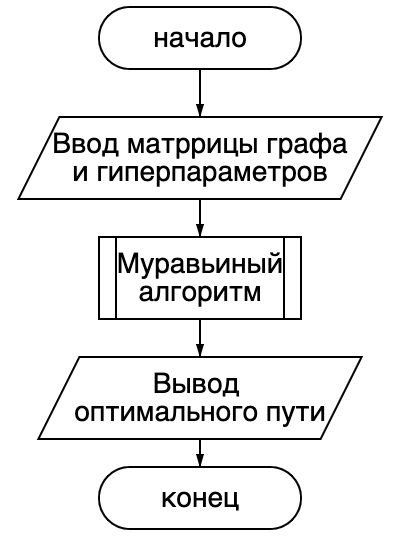 начало
Ввод матррицы графа
и гиперпараметров
Муравьиный
алгоритм
Вывод
оптимального пути
конец